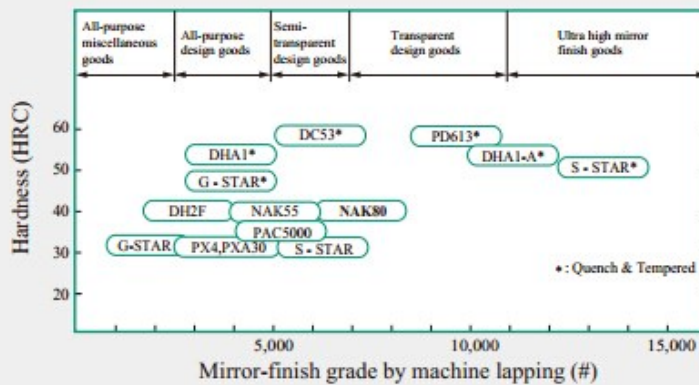 All-purpose
miscellaneous
goods
All-purpose
design goods
Semi-
transparent
design goods
Transparent
design goods
Ultra high mirror
finish goods
Hardness (HRC)
60
50
40
30
20
DC53*
PD613*
DHA1*
DHA1-A*
S - STAR*
G - STAR*
DH2F
NAK55
NAK80
PAC5000
G-STAR
PX4,PXA30
S - STAR
* : Quench & Tempered
5,000
10,000
15,000
Mirror-finish grade by machine lapping (#)